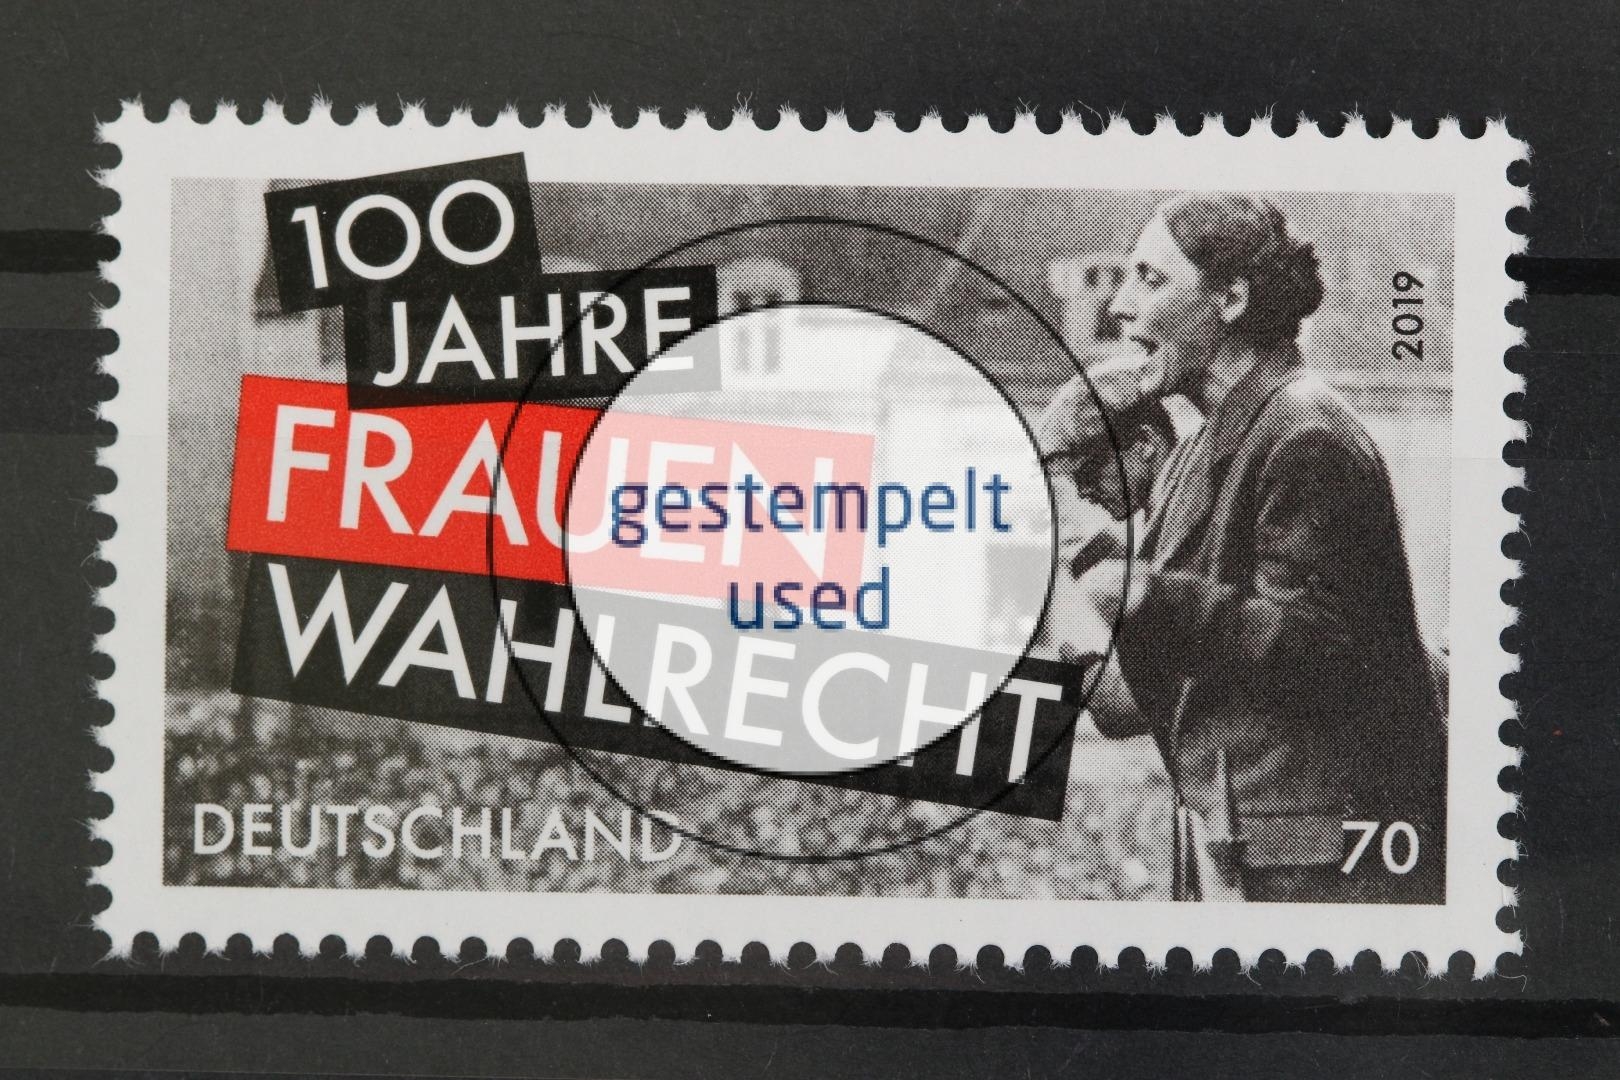 100
JAHRE
FRAUEN
WAHLRECHT
gestempelt
used
DEUTSCHLAND
2019
70